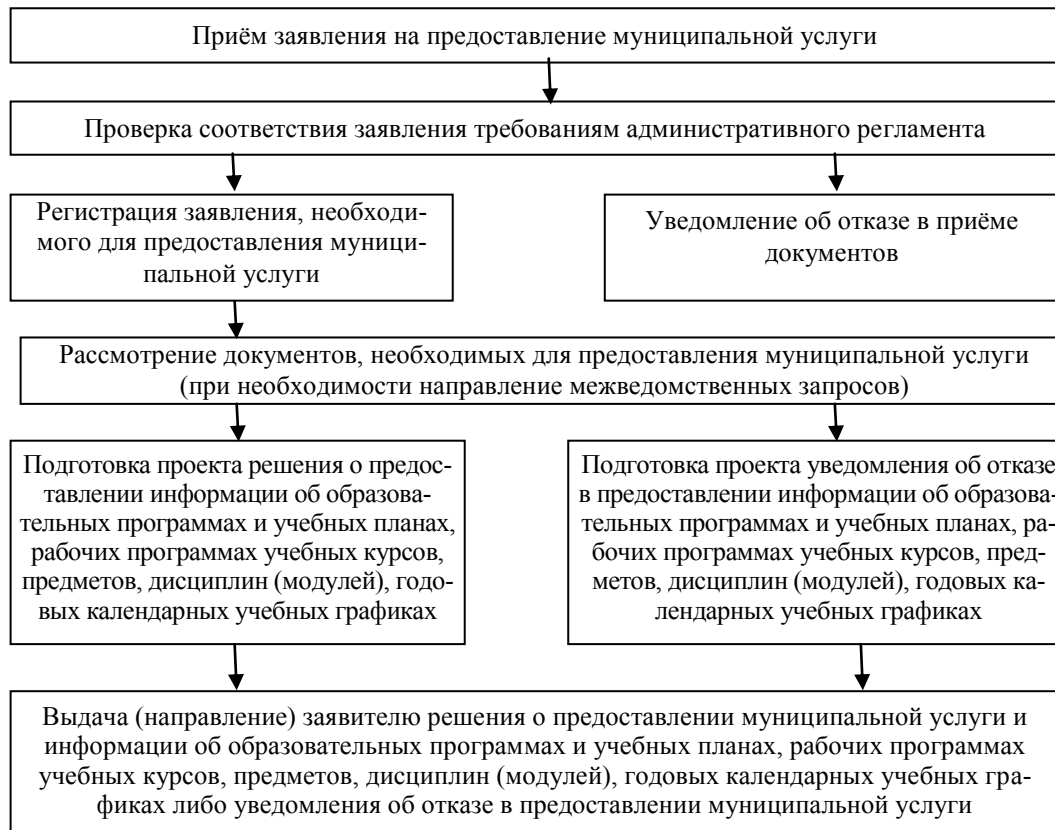 Приём заявления на предоставление муниципальной услуги
Проверка соответствия заявления требованиям административного регламента
Регистрация заявления, необходи-
мого для предоставления муници-
пальной услуги
Уведомление об отказе в приёме
документов
Рассмотрение документов, необходимых для предоставления муниципальной услуги
(при необходимости направление межведомственных запросов)
Подготовка проекта решения о предос-
тавлении информации об образова-
тельных программах и учебных планах,
рабочих программах учебных курсов,
предметов, дисциплин (модулей), годо-
вых календарных учебных графиках
Подготовка проекта уведомления об отказе
в предоставлении информации об образова-
тельных программах и учебных планах, ра-
бочих программах учебных курсов, пред-
метов, дисциплин (модулей), годовых ка-
лендарных учебных графиках
Выдача (направление) заявителю решения о предоставлении муниципальной услуги и
информации об образовательных программах и учебных планах, рабочих программах
учебных курсов, предметов, дисциплин (модулей), годовых календарных учебных гра-
фиках либо уведомления об отказе в предоставлении муниципальной услуги